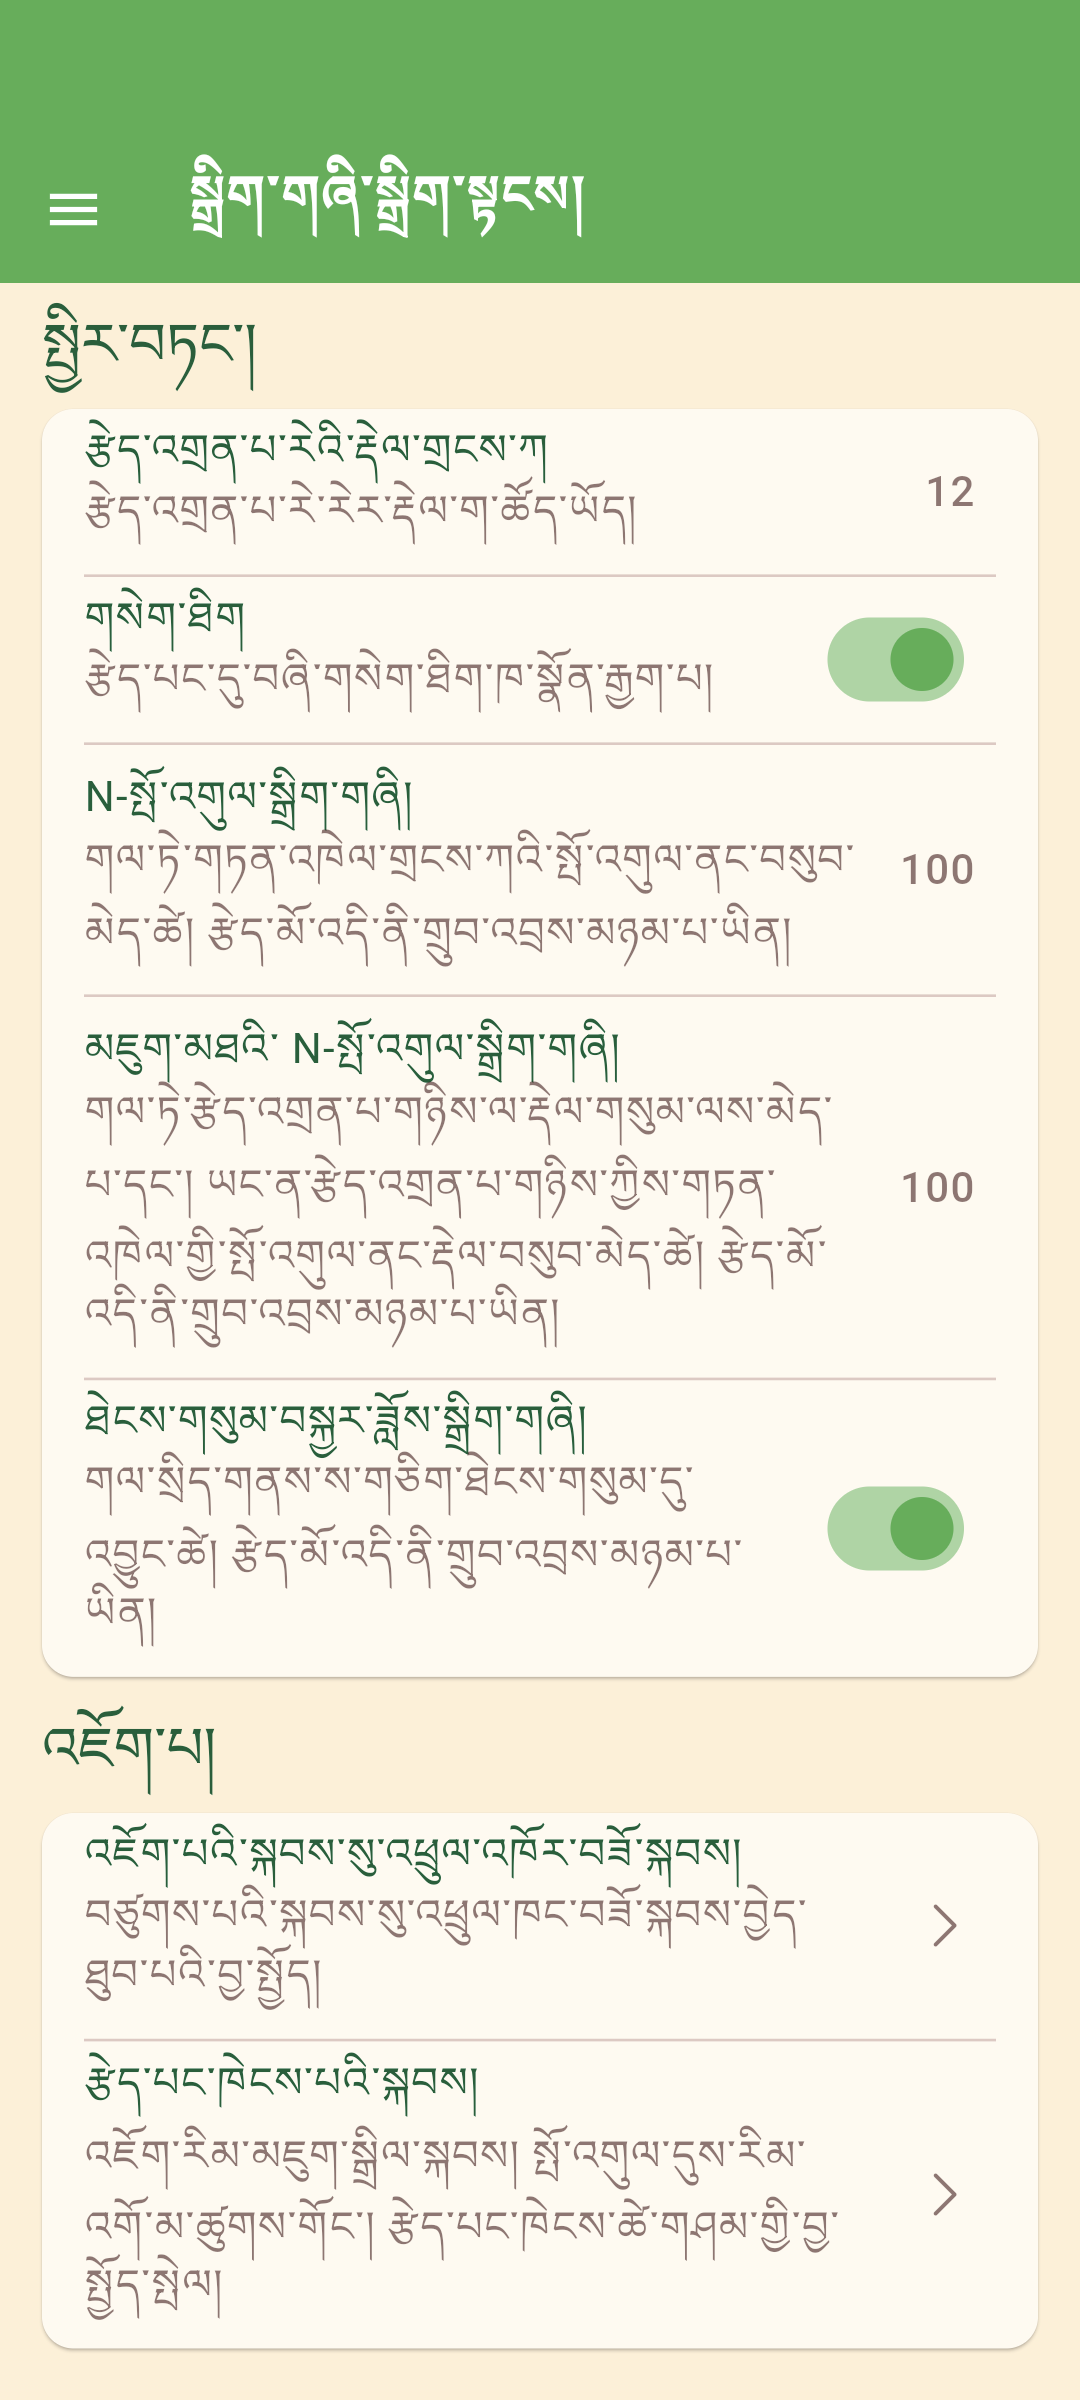 སྒྲིག་གཞི་སྒྲིག་སྟངས།
སྤྱིར་བཏང་།
རྩེད་འགྲན་པ་རེའི་རྡེལ་གྲངས་ཀ
རྩེད་འགྲན་པ་རེ་རེར་རྡེལ་ག་ཚོད་ཡོད།
12
གསེག་ཐིག
རྩེད་པང་དུ་བཞི་གསེག་ཐིག་ཁ་སྣོན་རྒྱག་པ།
N-སྤོ་འགུལ་སྒྲིག་གཞི།
གལ་ཏེ་གཏན་འཁེལ་གྲངས་ཀའི་སྤོ་འགུལ་ནང་བསུབ་
མེད་ཚེ། རྩེད་མོ་འདི་ནི་གྲུབ་འབྲས་མཉམ་པ་ཡིན།
100
མཇུག་མཐའི་ N-སྤོ་འགུལ་སྒྲིག་གཞི།
གལ་ཏེ་རྩེད་འགྲན་པ་གཉིས་ལ་རྡེལ་གསུམ་ལས་མེད་
པ་དང་། ཡང་ན་རྩེད་འགྲན་པ་གཉིས་ཀྱིས་གཏན་
འཁེལ་གྱི་སྤོ་འགུལ་ནང་རྡེལ་བསུབ་མེད་ཚེ། རྩེད་མོ་
འདི་ནི་གྲུབ་འབྲས་མཉམ་པ་ཡིན།
100
ཐེངས་གསུམ་བསྐྱར་ཟློས་སྒྲིག་གཞི།
གལ་སྲིད་གནས་ས་གཅིག་ཐེངས་གསུམ་དུ་
འབྱུང་ཚེ། རྩེད་མོ་འདི་ནི་གྲུབ་འབྲས་མཉམ་པ་
ཡིན།
འཇོག་པ།
འཇོག་པའི་སྐབས་སུ་འཕྲུལ་འཁོར་བཟོ་སྐབས།
བཙུགས་པའི་སྐབས་སུ་འཕྲུལ་ཁང་བཟོ་སྐབས་བྱེད་
ཐུབ་པའི་བྱ་སྤྱོད།
རྩེད་པང་ཁེངས་པའི་སྐབས།
འཇོག་རིམ་མཇུག་སྒྲིལ་སྐབས། སྤོ་འགུལ་དུས་རིམ་
འགོ་མ་ཚུགས་གོང་། རྩེད་པང་ཁེངས་ཚེ་གཤམ་གྱི་བྱ་
སྤྱོད་སྤེལ།